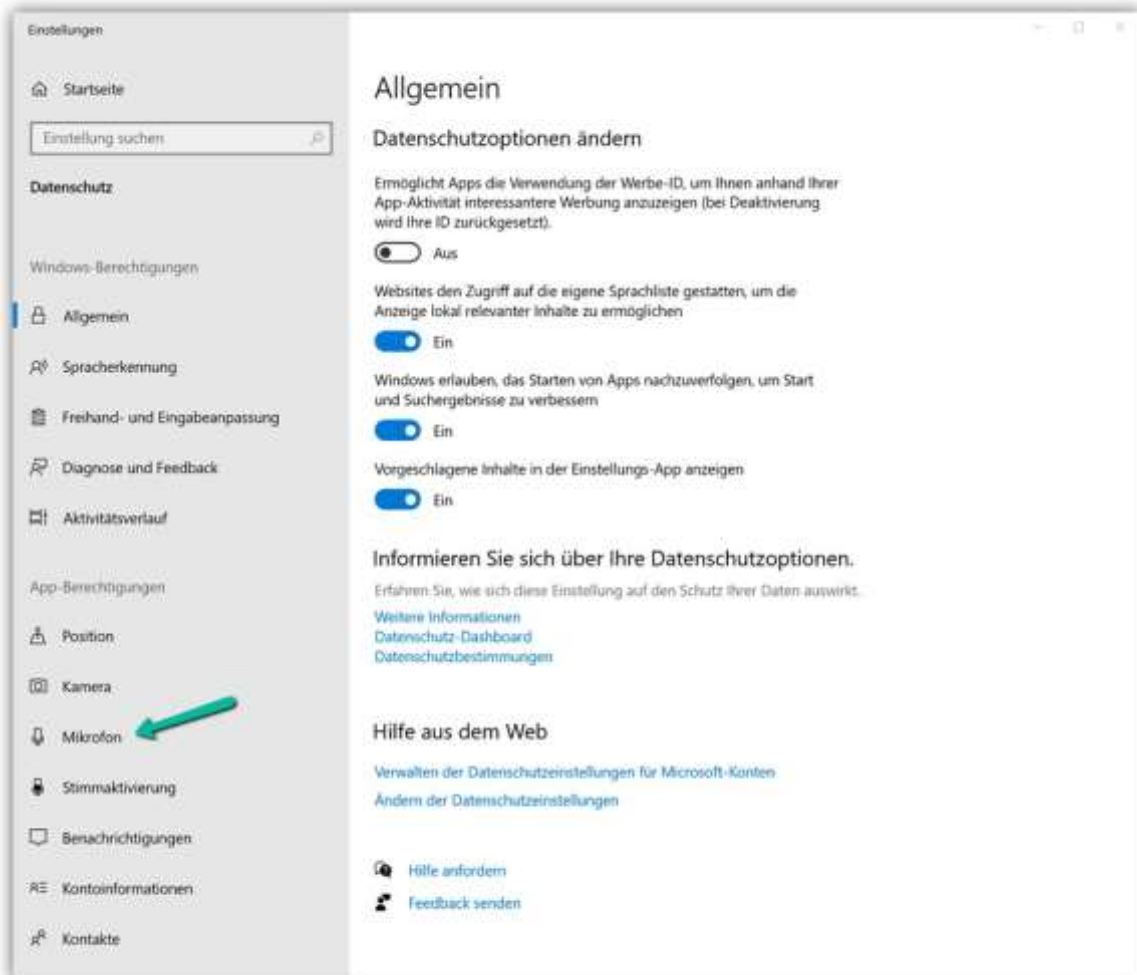 Einstellungen
Startseite
Einstellung suchen
Datenschutz
Windows-Berechtigungen
Allgemein
Spracherkennung
Freihand- und Eingabeanpassung
Diagnose und Feedback
Aktivitätsverlauf
App-Berechtigungen
Position
Kamera
Mikrofon
Stimmaktivierung
Benachrichtigungen
Kontoinformationen
Kontakte
Allgemein
Datenschutzoptionen ändern
Ermöglicht Apps die Verwendung der Werbe-ID, um Ihnen anhand Ihrer
App-Aktivität interessantere Werbung anzuzeigen (bei Deaktivierung
wird Ihre ID zurückgesetzt).
Aus
Websites den Zugriff auf die eigene Sprachliste gestatten, um die
Anzeige lokal relevanter Inhalte zu ermöglichen
Ein
Windows erlauben, das Starten von Apps nachzuverfolgen, um Start
und Suchergebnisse zu verbessern
Ein
Vorgeschlagene Inhalte in der Einstellungs-App anzeigen
Ein
Informieren Sie sich über Ihre Datenschutzoptionen.
Erfahren Sie, wie sich diese Einstellung auf den Schutz Ihrer Daten auswirkt.
Weitere Informationen
Datenschutz-Dashboard
Datenschutzbestimmungen
Hilfe aus dem Web
Verwalten der Datenschutzeinstellungen für Microsoft-Konten
Ändern der Datenschutzeinstellungen
Hilfe anfordern
Feedback senden